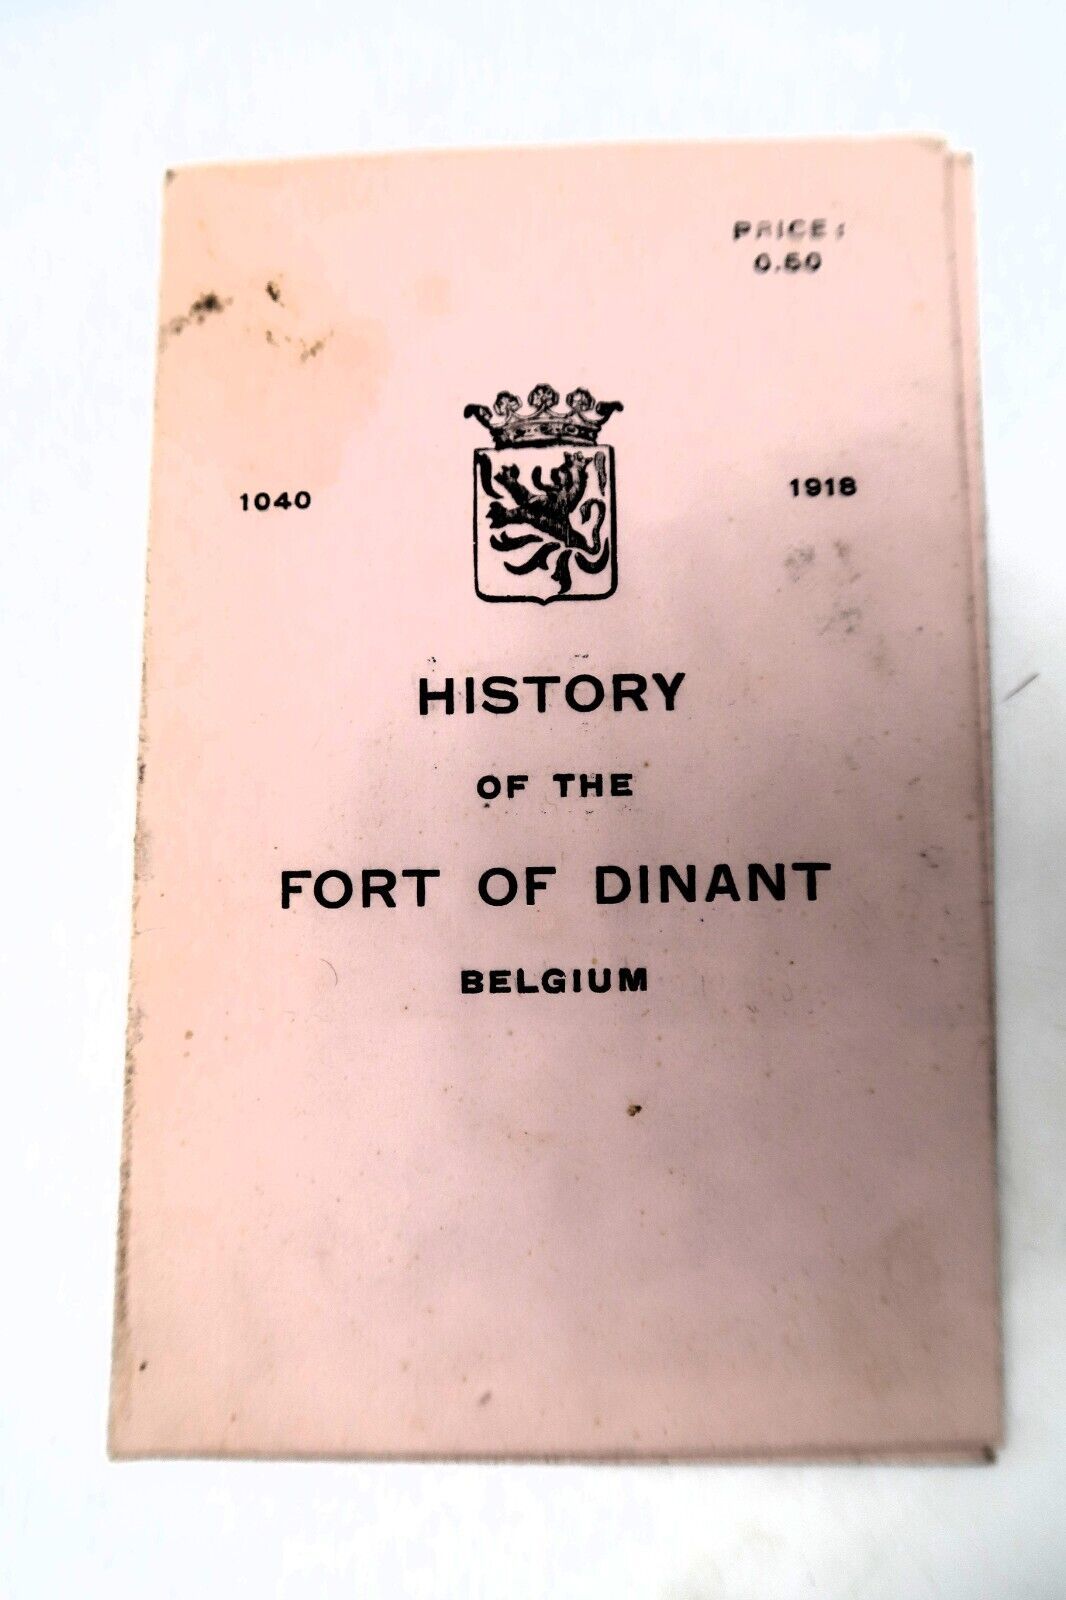 PRICE:
0.50
1040
1918
HISTORY
OF THE
FORT OF DINANT
BELGIUM